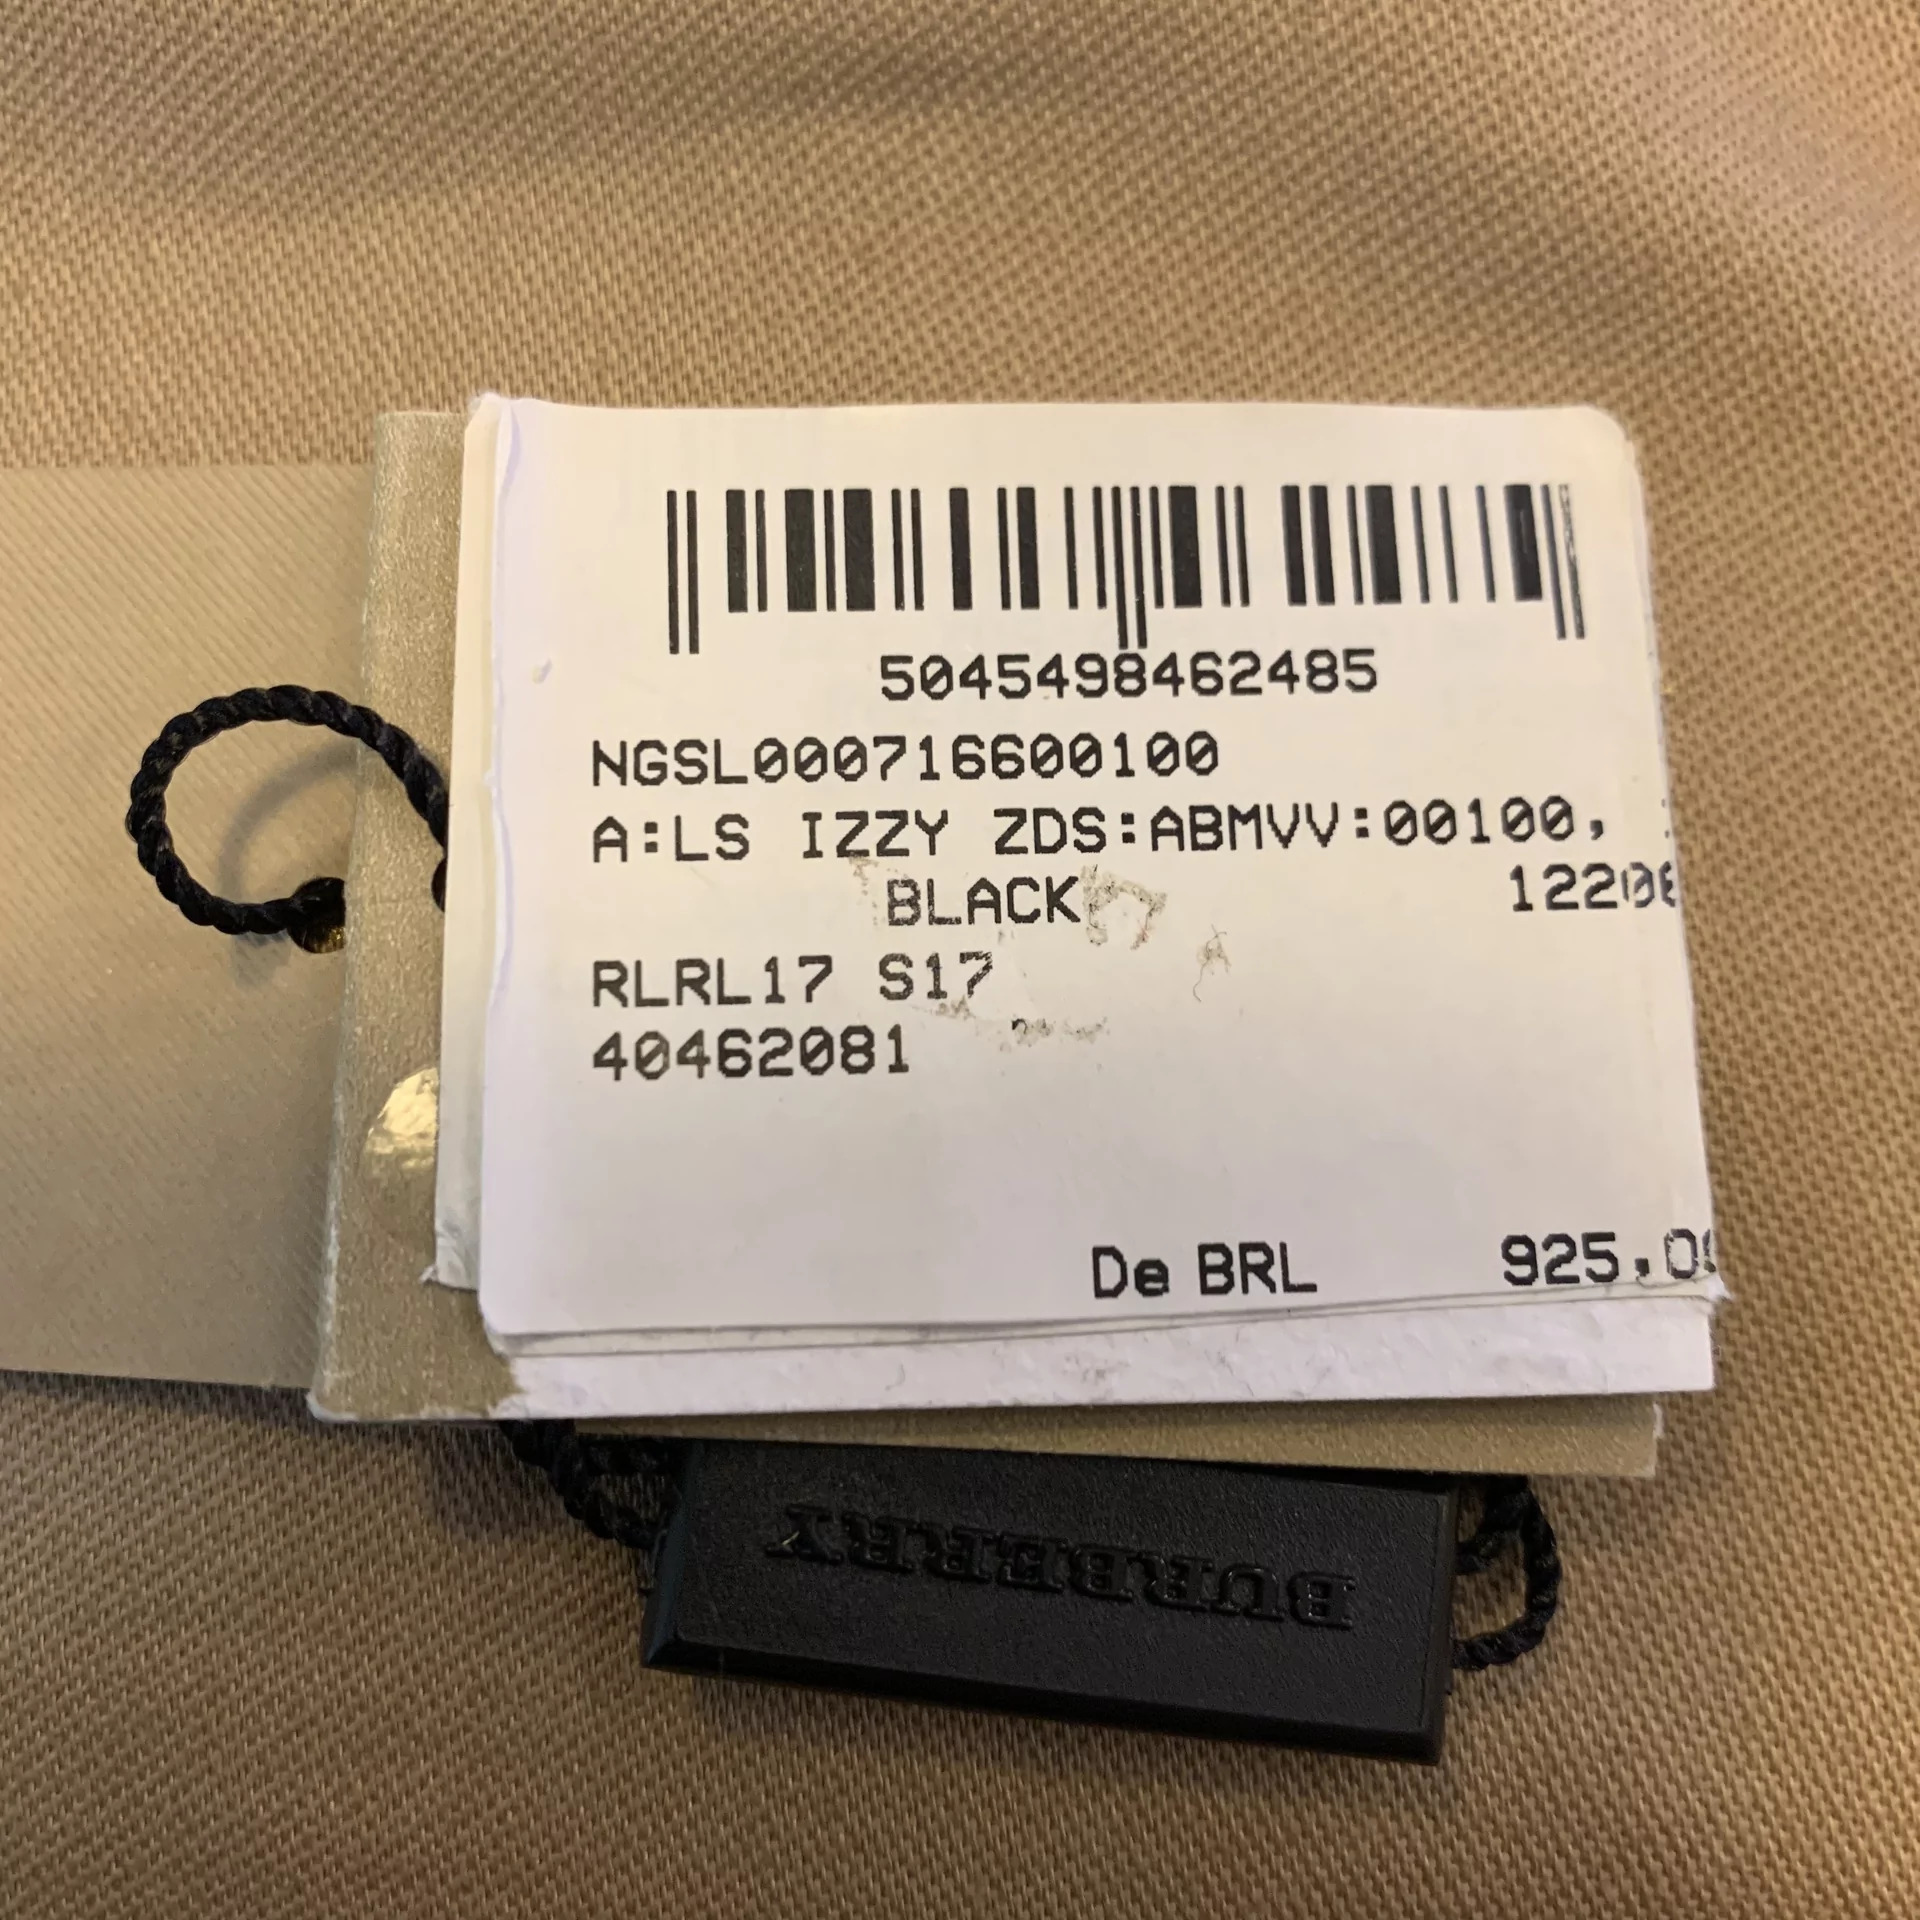 5045498462485
NGSL000716600100
A:LS IZZY ZDS:ABMVV:00100,
BLACK
RLRL17 S17
40462081
De BRL
BURBERRY